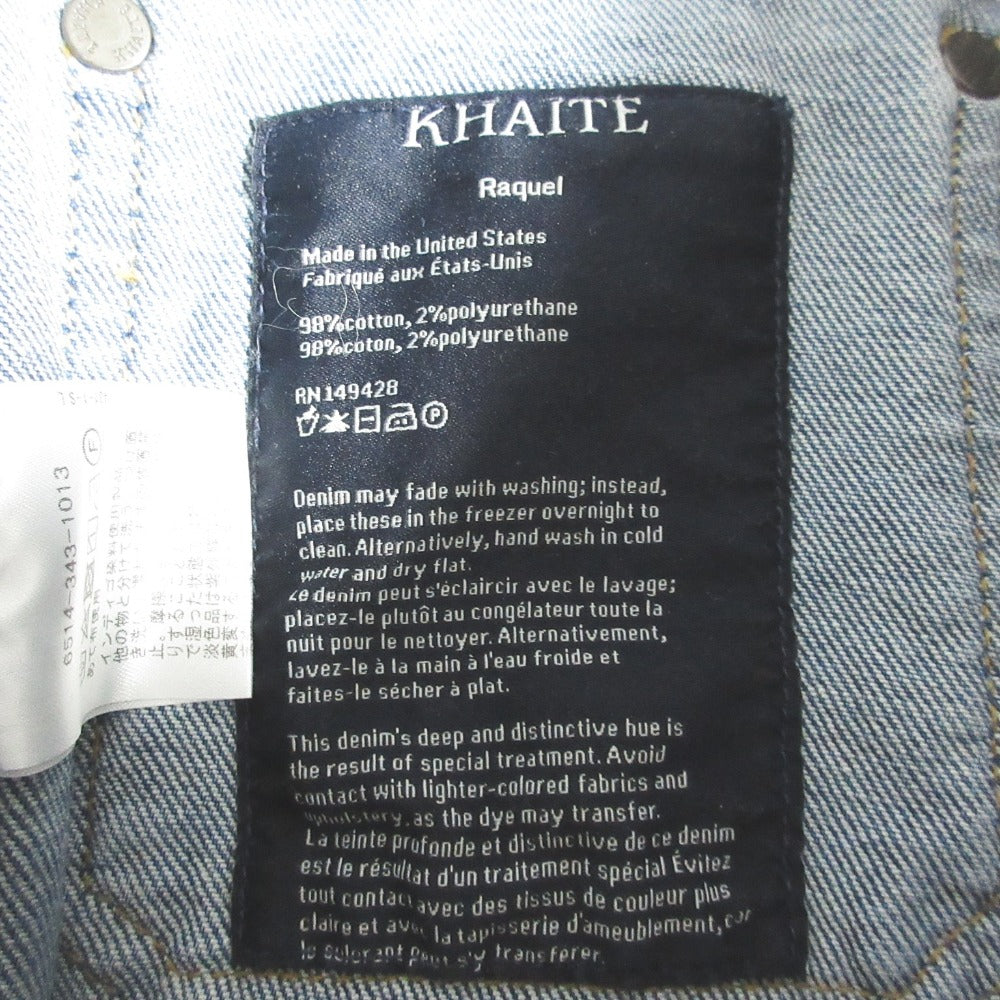 KHAITE
Raquel
Made in the United States
Fabriqué aux États-Unis
98%cotton, 2%polyurethane
98%coton, 2%polyurethane
RN149428
P
Denim may fade with washing; instead,
place these in the freezer overnight to
clean. Alternatively, hand wash in cold
water and dry flat.
Le denim peut s'éclaircir avec le lavage;
placez-le plutôt au congélateur toute la
nuit pour le nettoyer. Alternativement,
lavez-le à la main à l'eau froide et
faites-le sécher à plat.
This denim's deep and distinctive hue is
the result of special treatment. Avoid
contact with lighter-colored fabrics and
upholstery, as the dye may transfer.
La teinte profonde et distinctive de ce denim
est le résultat d'un traitement spécial Évitez
tout contact avec des tissus de couleur plus
claire et avec la tapisserie d'ameublement, car
le colorant peut s'y transferer.
6514-343-1013
F